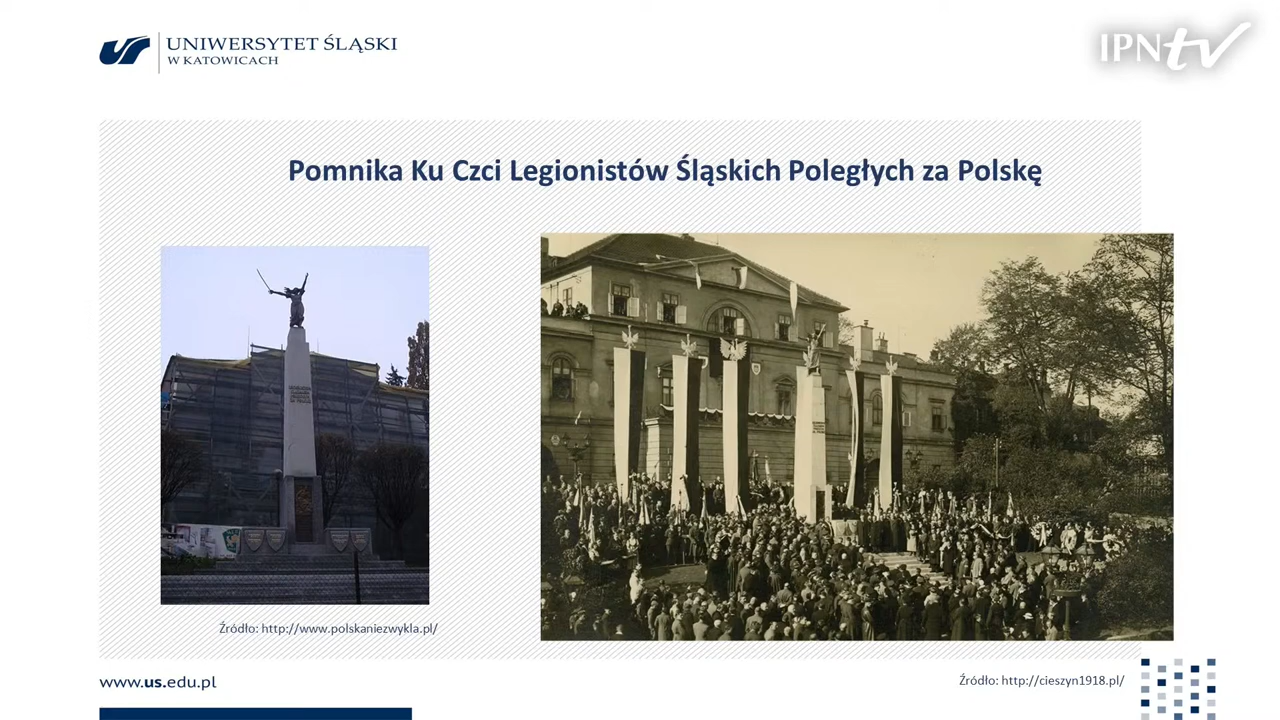 UNIWERSYTET ŚLĄSKI
W KATOWICACH
IPNtv
Pomnika Ku Czci Legionistów Śląskich Poległych za Polskę
Źródło: http://www.polskaniezwykla.pl/
www.us.edu.pl
Źródło: http://cieszyn1918.pl/